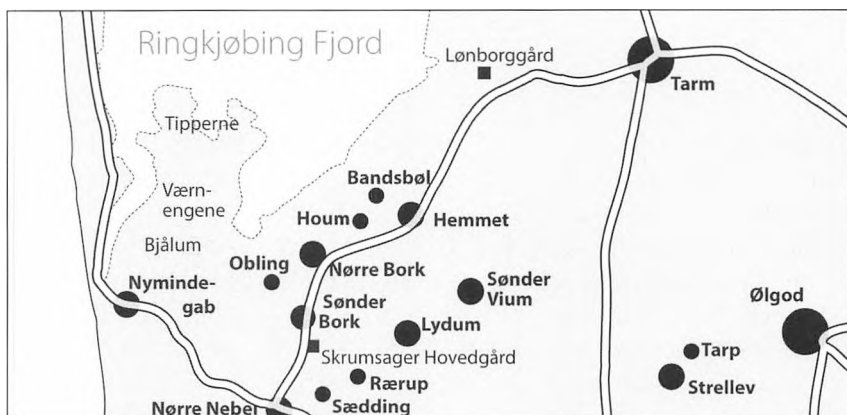 Ringkjøbing Fjord
Lønborggård
Tarm
Tipperne
Bandsbøl
Værn-
engene
Houm
Hemmet
Bjålum
Obling
Nørre Bork
Nyminde-
gab
Sønder
Vium
Sønder
Bork
Ølgod
Lydum
Skrumsager Hovedgård
Tarp
Rærup
Strellev
Nørre Nebel
Sædding